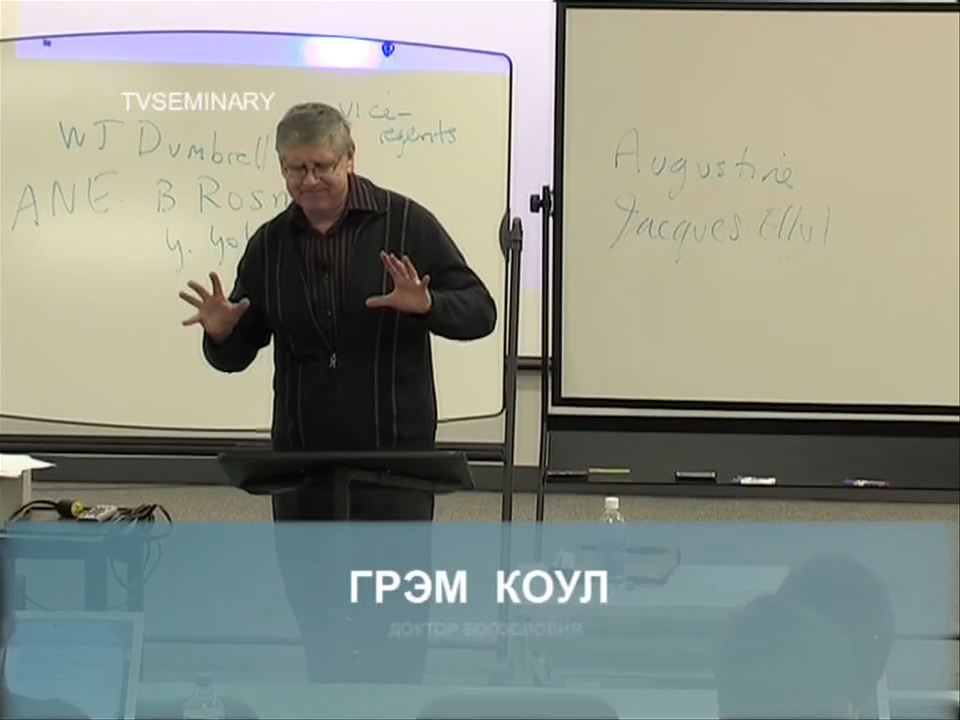 TVSEMINARY
vice-
regents
WJ Dumbrell
ANE. B Rosn
Augustine
Jacques Ellul
ГРЭМ КОУЛ
ДОКТОР БОГОСЛОВИЯ